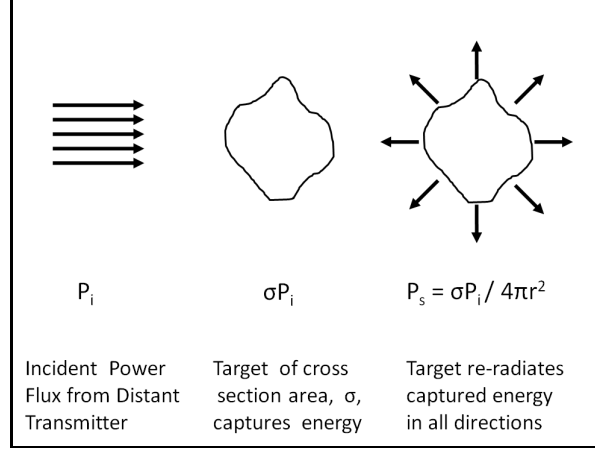 Pᵢ
σPᵢ
Pₛ = σPᵢ / 4πr²
Incident Power
Flux from Distant
Transmitter
Target of cross
section area, σ,
captures energy
Target re-radiates
captured energy
in all directions